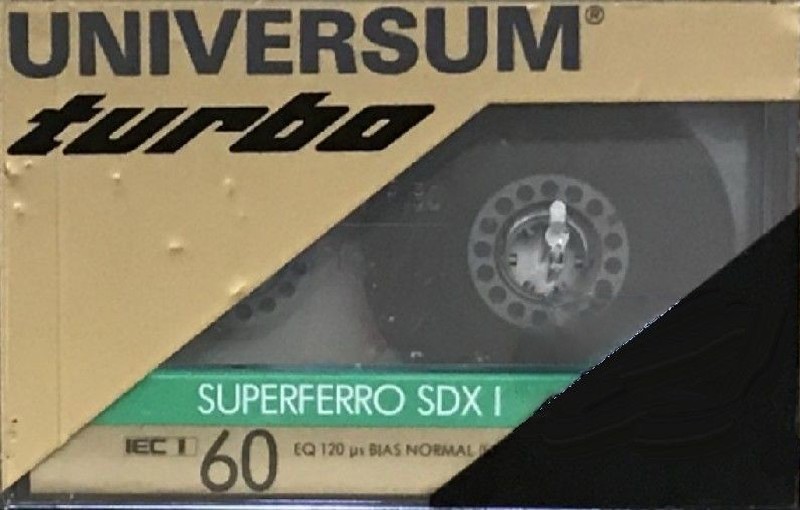 UNIVERSUM®
turbo
SUPERFERRO SDX I
IEC I 60 EQ 120 µs BIAS NORMAL